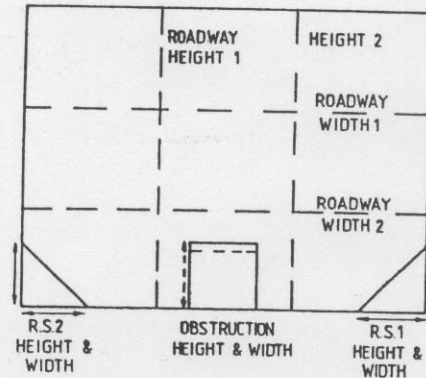 ROADWAY
HEIGHT 1
HEIGHT 2
ROADWAY
WIDTH 1
ROADWAY
WIDTH 2
R.S.2
HEIGHT &
WIDTH
OBSTRUCTION
HEIGHT & WIDTH
R.S.1
HEIGHT &
WIDTH